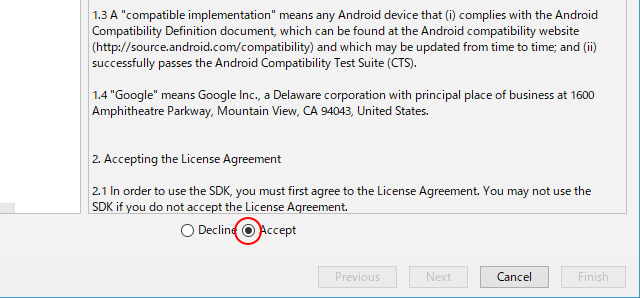 1.3 A "compatible implementation" means any Android device that (i) complies with the Android
Compatibility Definition document, which can be found at the Android compatibility website
(http://source.android.com/compatibility) and which may be updated from time to time; and (ii)
successfully passes the Android Compatibility Test Suite (CTS).
1.4 "Google" means Google Inc., a Delaware corporation with principal place of business at 1600
Amphitheatre Parkway, Mountain View, CA 94043, United States.
2. Accepting the License Agreement
2.1 In order to use the SDK, you must first agree to the License Agreement. You may not use the
SDK if you do not accept the License Agreement.
Decline Accept
Previous Next Cancel Finish